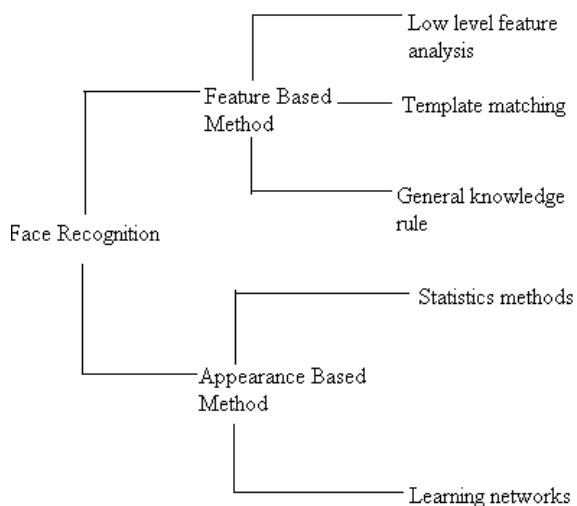 Low level feature
analysis
Feature Based
Method
Template matching
General knowledge
rule
Face Recognition
Statistics methods
Appearance Based
Method
Learning networks